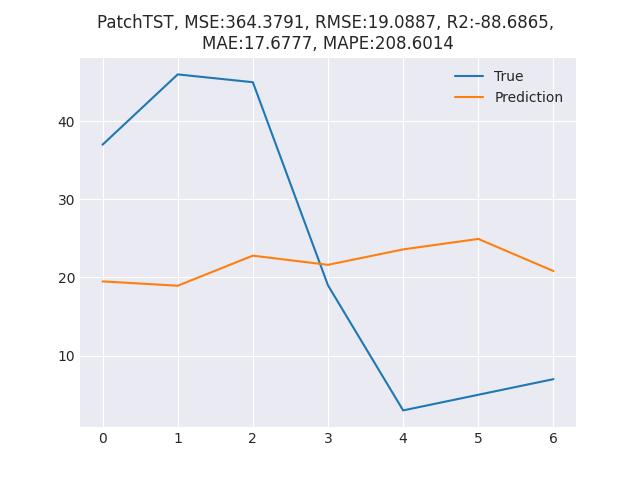 PatchTST, MSE:364.3791, RMSE:19.0887, R2:-88.6865,
MAE:17.6777, MAPE:208.6014
True
Prediction
40
30
20
10
0 1 2 3 4 5 6